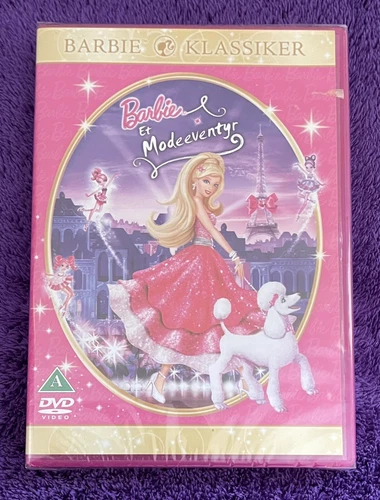 BARBIE KLASSIKER
Barbie
Et
Modeeventyr
A
DVD
VIDEO